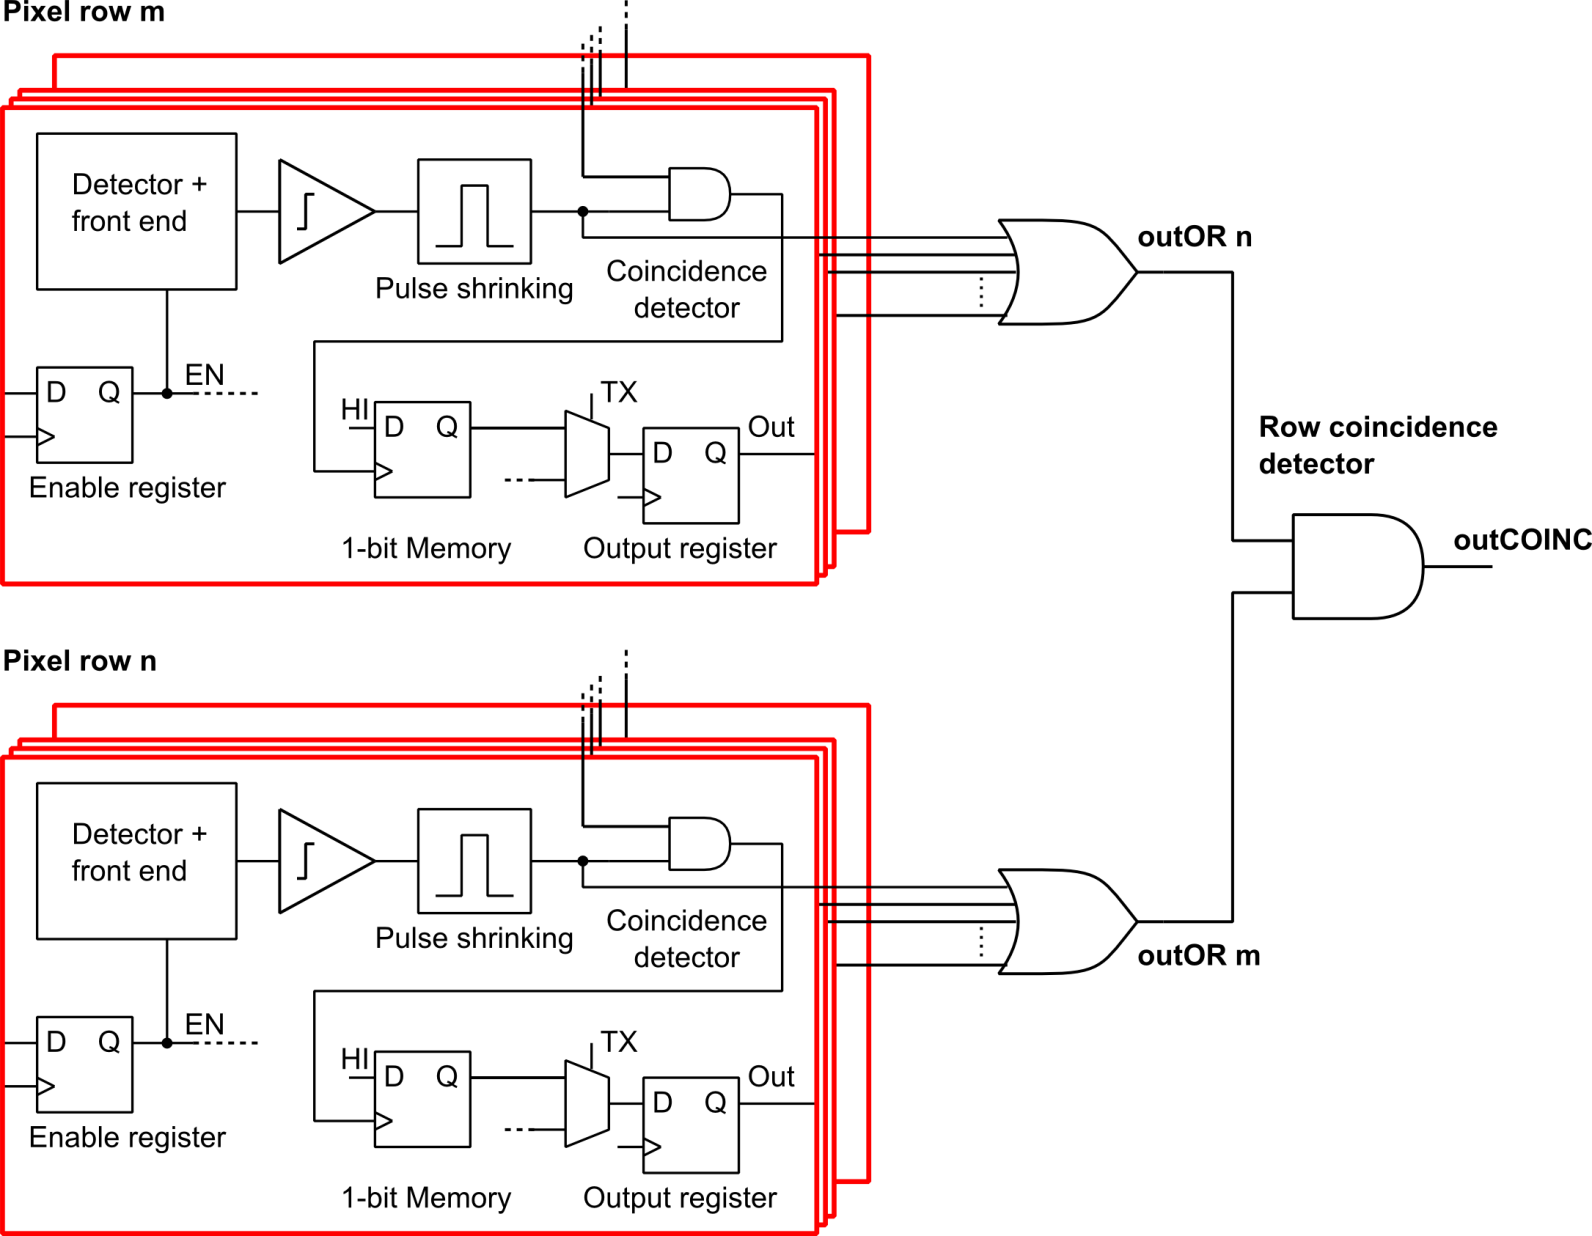 Pixel row m
Detector +
front end
Pulse shrinking
Coincidence
detector
outOR n
EN
D Q
Enable register
HI
D Q
TX
D Q
Out
1-bit Memory
Output register
Row coincidence
detector
outCOINC
Pixel row n
Detector +
front end
Pulse shrinking
Coincidence
detector
outOR m
EN
D Q
Enable register
HI
D Q
TX
D Q
Out
1-bit Memory
Output register